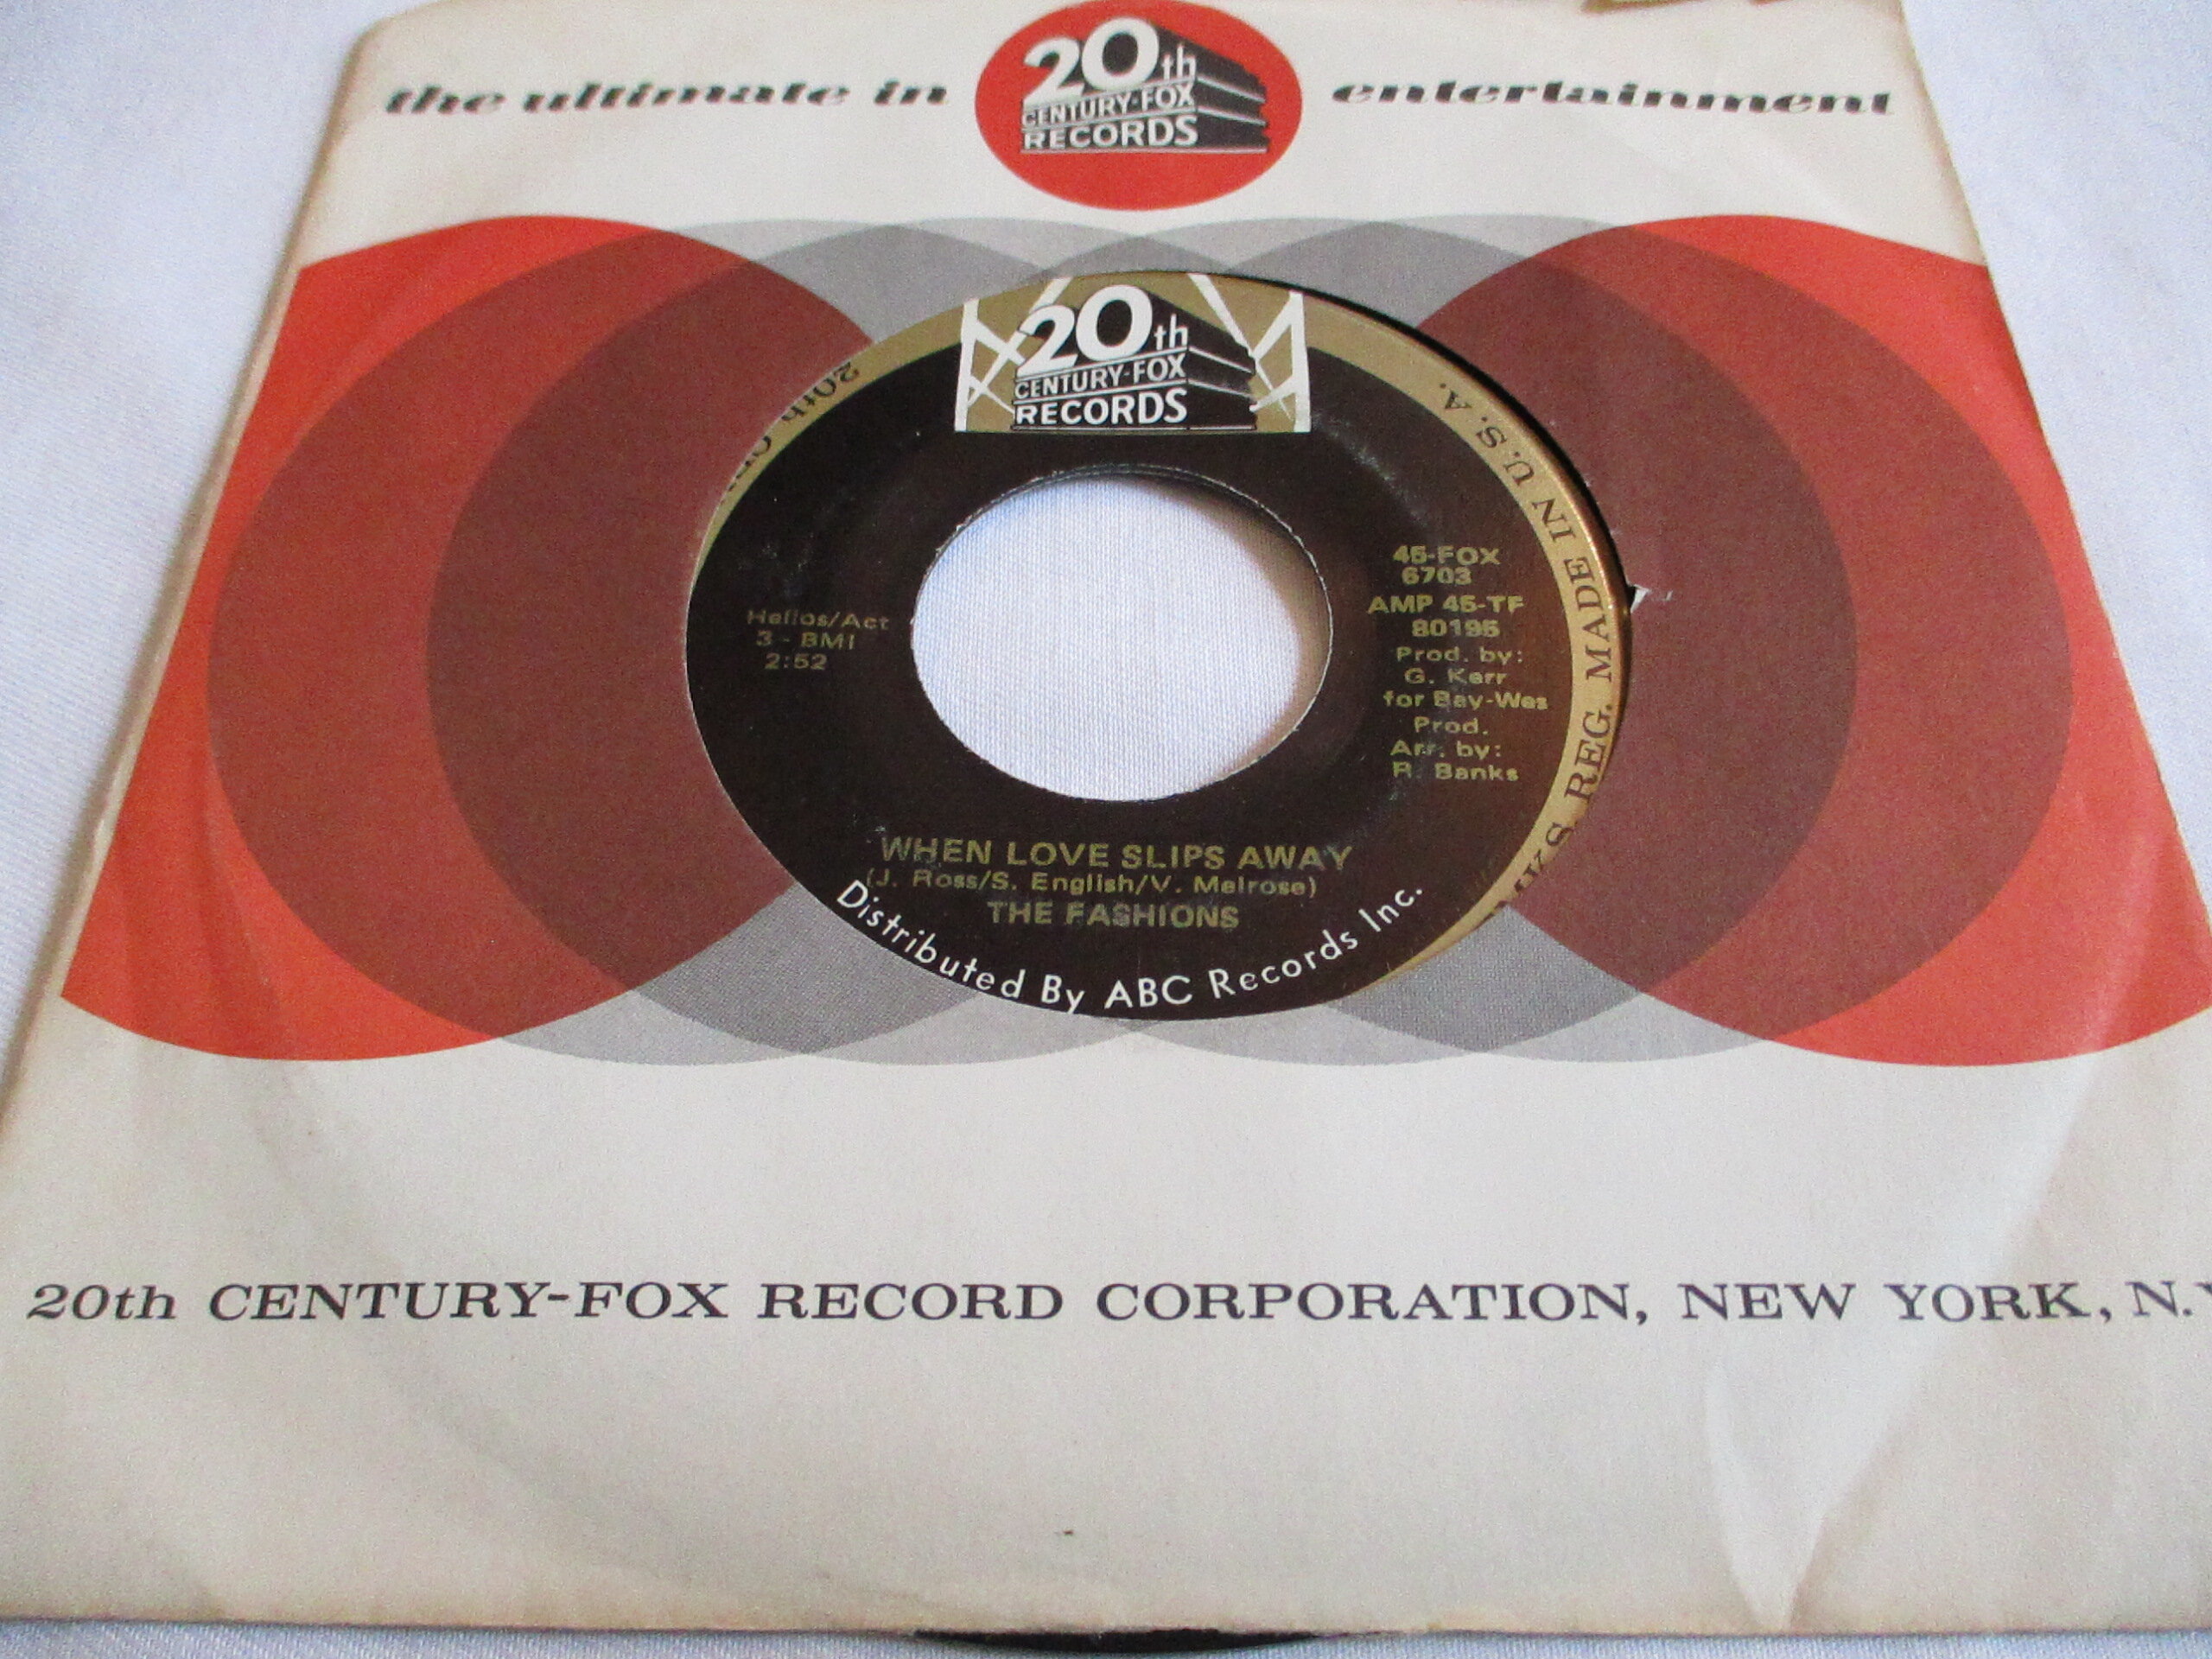 the ultimate in
20th
CENTURY-FOX
RECORDS
entertainment
20th
CENTURY-FOX
RECORDS
20th
MADE IN U.S.A.
KS. REG.
Helios/Act
3 - BMI
2:52
45-FOX
6703
AMP 45-TF
80195
Prod. by:
G. Kerr
for Bay-Wes
Prod.
Arr. by:
R. Banks
WHEN LOVE SLIPS AWAY
(J. Ross/S. English/V. Melrose)
THE FASHIONS
Distributed By ABC Records Inc.
20th CENTURY-FOX RECORD CORPORATION, NEW YORK, N.